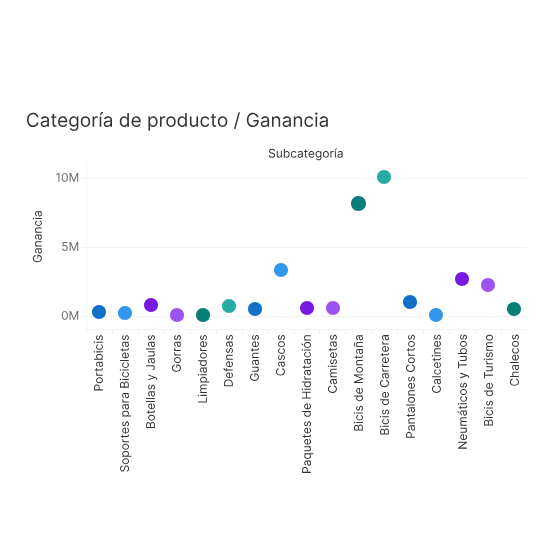 Categoría de producto / Ganancia
Subcategoría
Ganancia
10M
5M
0M
Portabicis
Soportes para Bicicletas
Botellas y Jaulas
Gorras
Limpiadores
Defensas
Guantes
Cascos
Paquetes de Hidratación
Camisetas
Bicis de Montaña
Bicis de Carretera
Pantalones Cortos
Calcetines
Neumáticos y Tubos
Bicis de Turismo
Chalecos